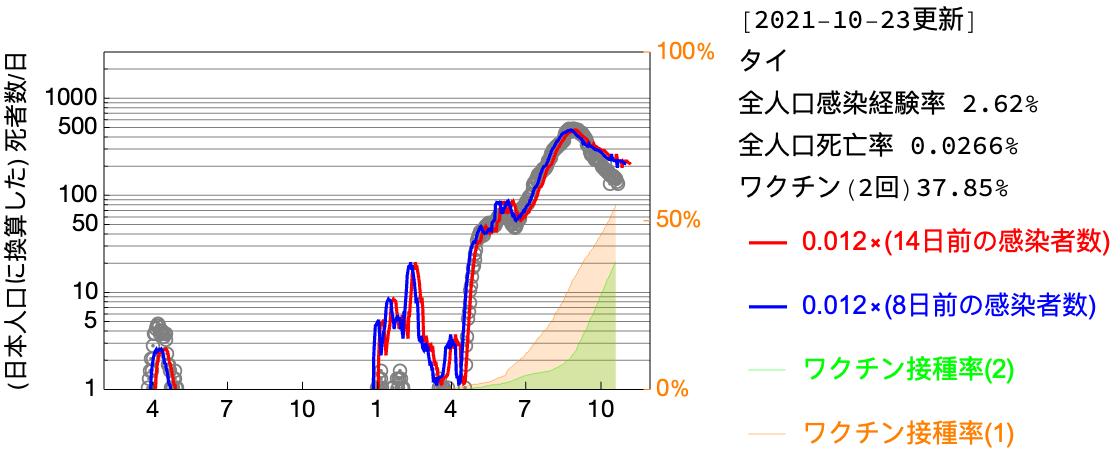 [2021-10-23更新]
タイ
全人口感染経験率 2.62%
全人口死亡率 0.0266%
ワクチン(2回)37.85%
0.012×(14日前の感染者数)
0.012×(8日前の感染者数)
ワクチン接種率(2)
ワクチン接種率(1)
(日本人口に換算した) 死者数/日
1000
500
100
50
10
5
1
100%
50%
0%
4 7 10 1 4 7 10